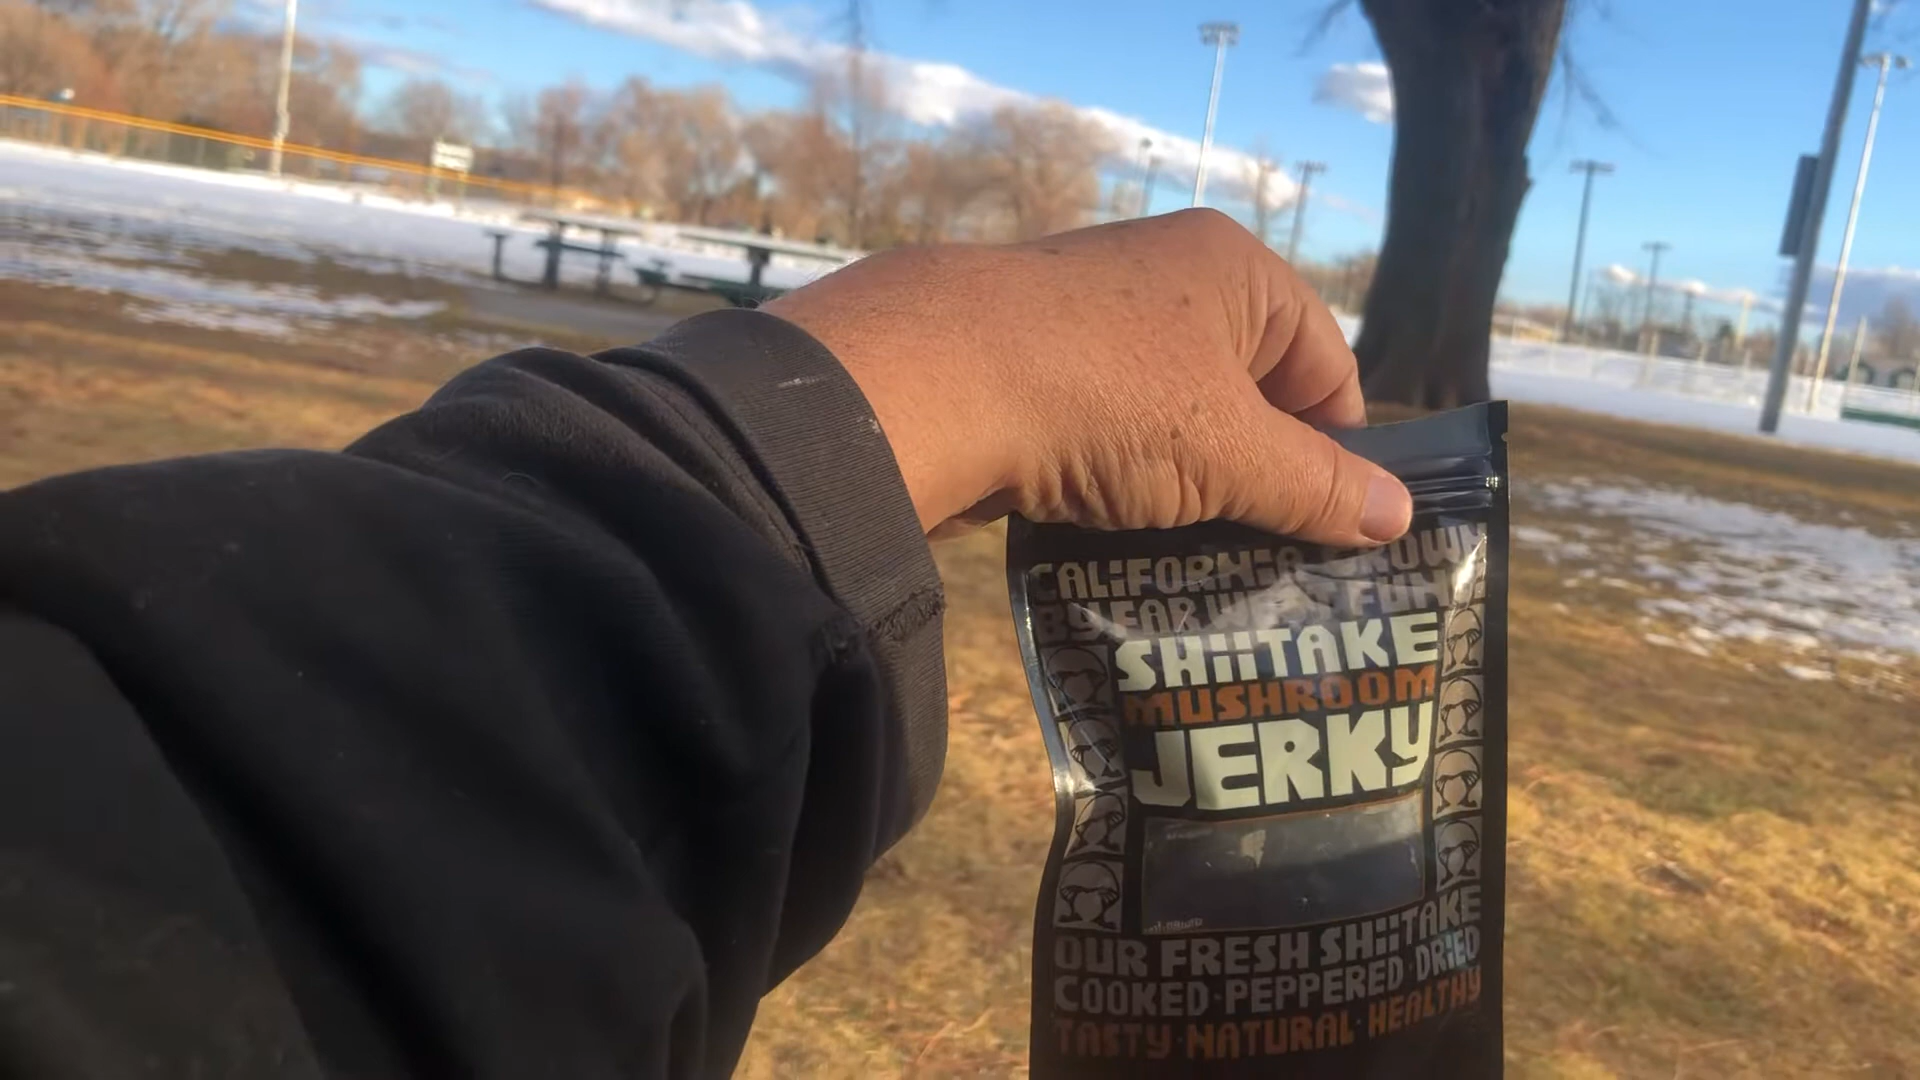 CALIFORNIA GROWN
BY FAR WEST FUNGI
SHIITAKE
MUSHROOM
JERKY
OUR FRESH SHIITAKE
COOKED·PEPPERED·DRIED
TASTY·NATURAL·HEALTHY